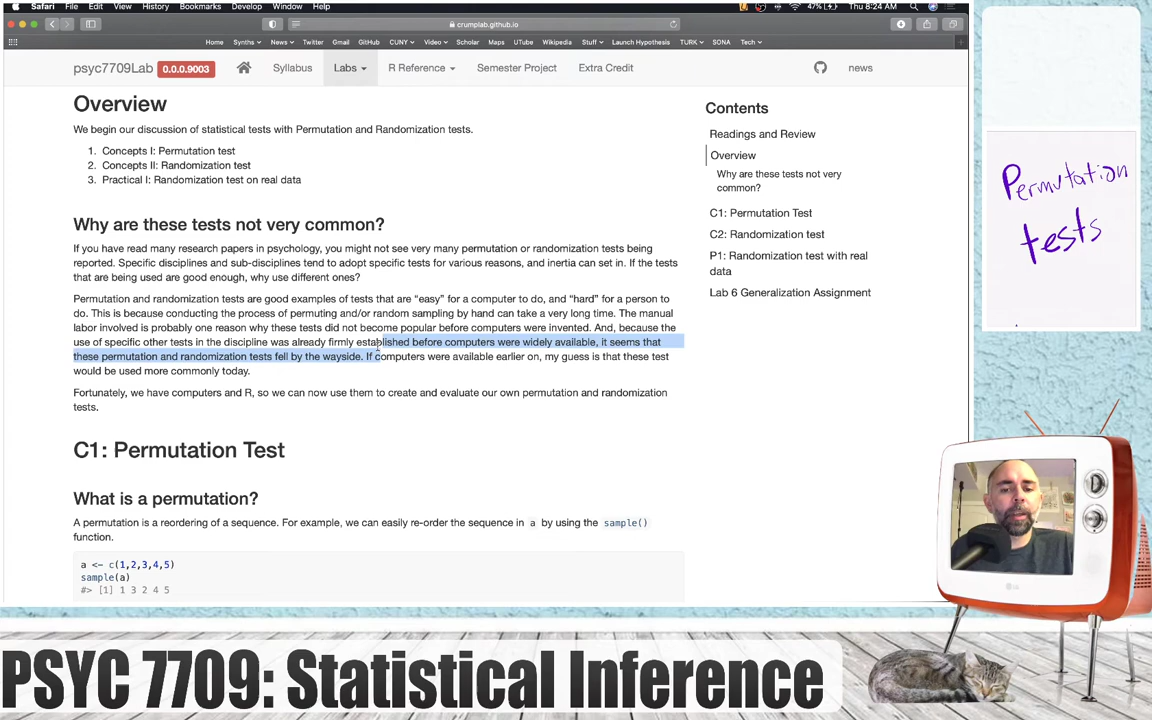 Safari File Edit View History Bookmarks Develop Window Help 47% Thu 8:24 AM
crumplab.github.io
Home Synths News Twitter Gmail GitHub CUNY Video Scholar Maps UTube Wikipedia Stuff Launch Hypothesis TURK SONA Tech
psyc7709Lab 0.0.0.9003 Syllabus Labs R Reference Semester Project Extra Credit news
Overview
We begin our discussion of statistical tests with Permutation and Randomization tests.
1. Concepts I: Permutation test
2. Concepts II: Randomization test
3. Practical I: Randomization test on real data
Why are these tests not very common?
If you have read many research papers in psychology, you might not see very many permutation or randomization tests being
reported. Specific disciplines and sub-disciplines tend to adopt specific tests for various reasons, and inertia can set in. If the tests
that are being used are good enough, why use different ones?
Permutation and randomization tests are good examples of tests that are “easy” for a computer to do, and “hard” for a person to
do. This is because conducting the process of permuting and/or random sampling by hand can take a very long time. The manual
labor involved is probably one reason why these tests did not become popular before computers were invented. And, because the
use of specific other tests in the discipline was already firmly established before computers were widely available, it seems that
these permutation and randomization tests fell by the wayside. If computers were available earlier on, my guess is that these test
would be used more commonly today.
Fortunately, we have computers and R, so we can now use them to create and evaluate our own permutation and randomization
tests.
C1: Permutation Test
What is a permutation?
A permutation is a reordering of a sequence. For example, we can easily re-order the sequence in a by using the sample()
function.
a <- c(1,2,3,4,5)
sample(a)
#> [1] 1 3 2 4 5
Contents
Readings and Review
Overview
Why are these tests not very
common?
C1: Permutation Test
C2: Randomization test
P1: Randomization test with real
data
Lab 6 Generalization Assignment
Permutation
tests
LG
PSYC 7709: Statistical Inference